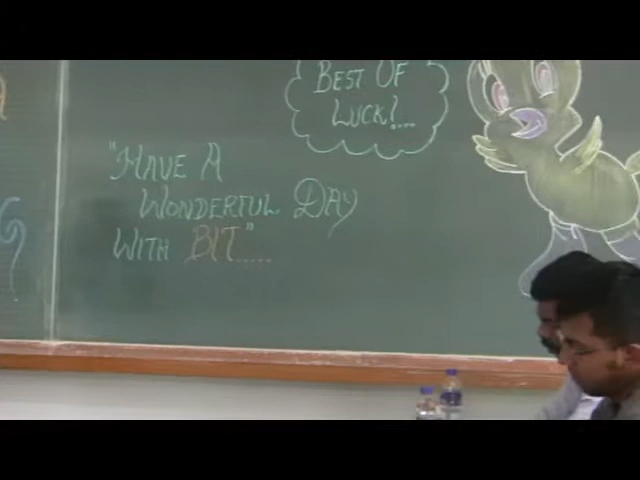 BEST OF
LUCK!...
"HAVE A
WONDERFUL DAY
WITH BIT".....